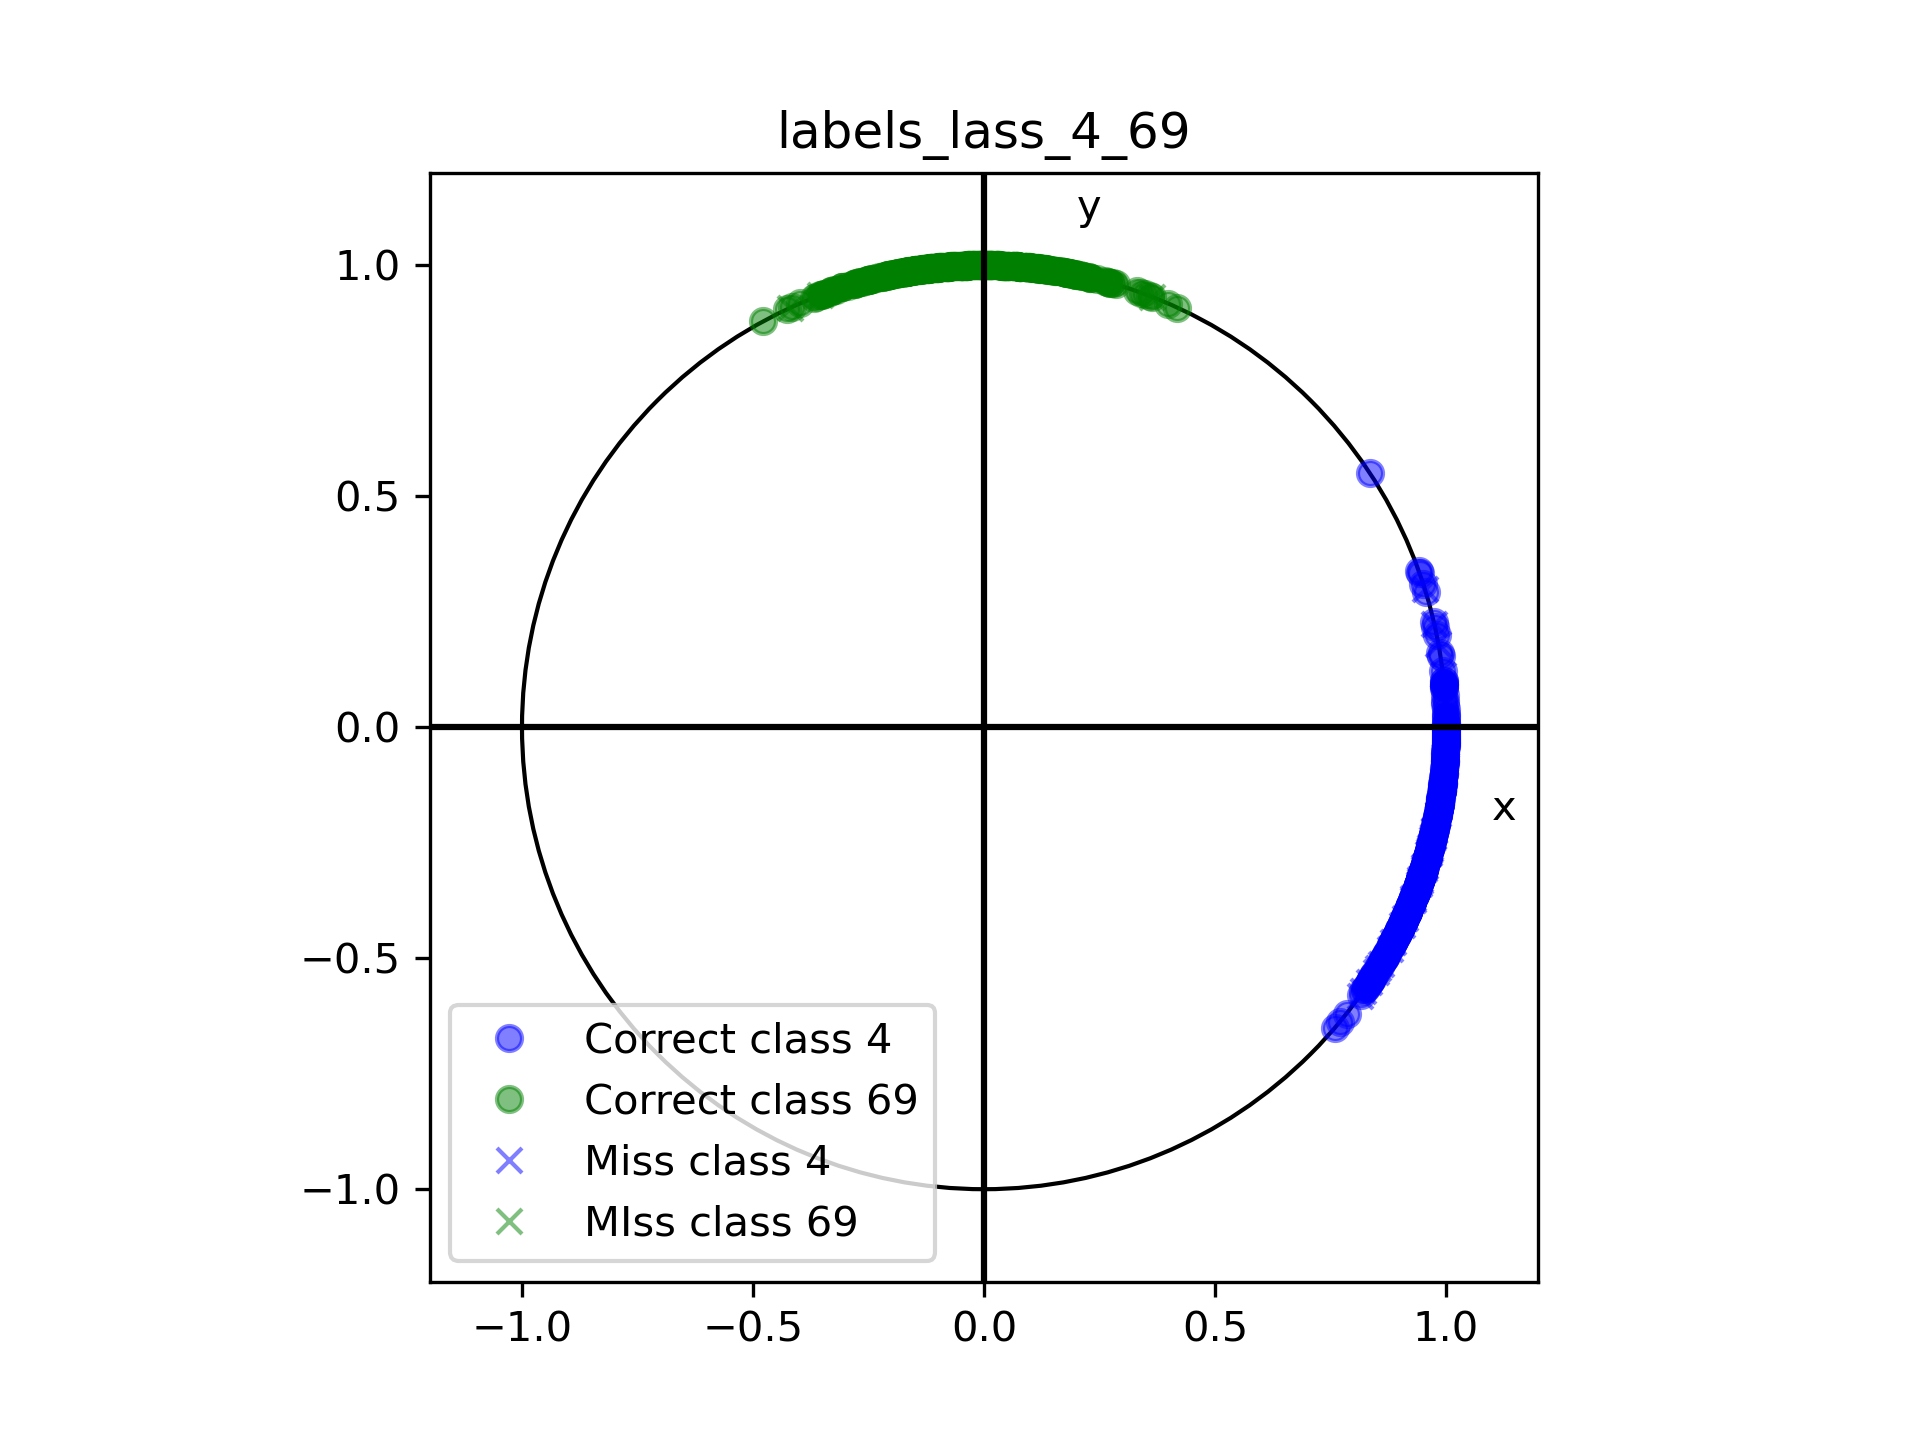 labels_lass_4_69
y
1.0
0.5
0.0
x
−0.5
−1.0
Correct class 4
Correct class 69
Miss class 4
MIss class 69
−1.0 −0.5 0.0 0.5 1.0